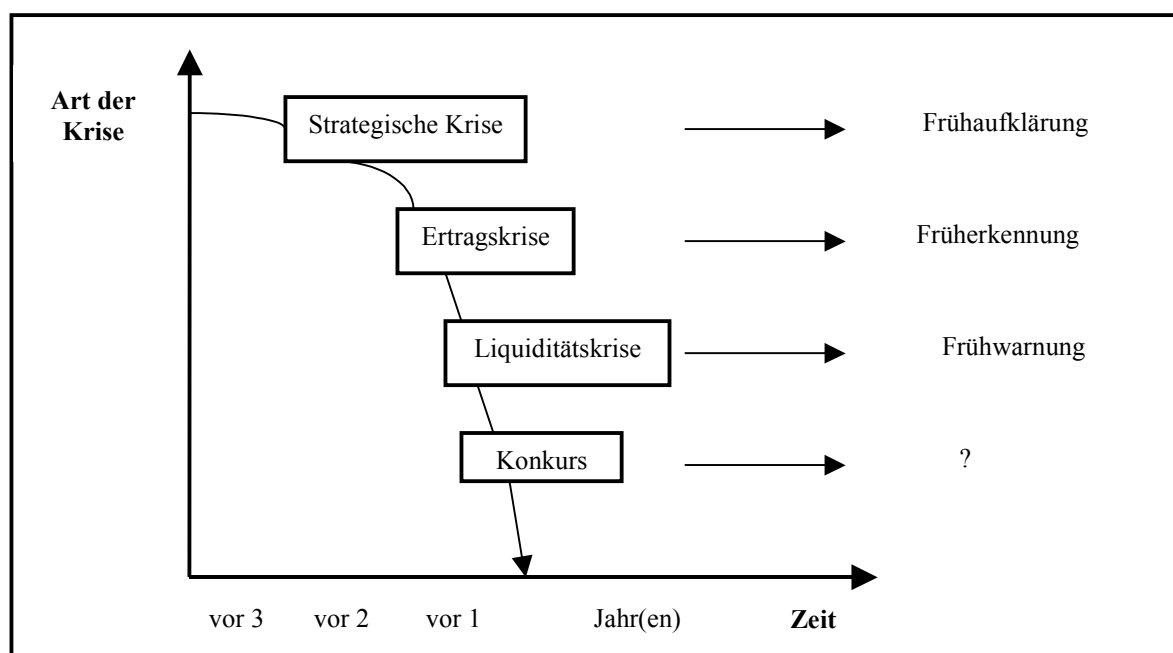 Art der
Krise
Strategische Krise
Frühaufklärung
Ertragskrise
Früherkennung
Liquiditätskrise
Frühwarnung
Konkurs
?
vor 3 vor 2 vor 1 Jahr(en) Zeit